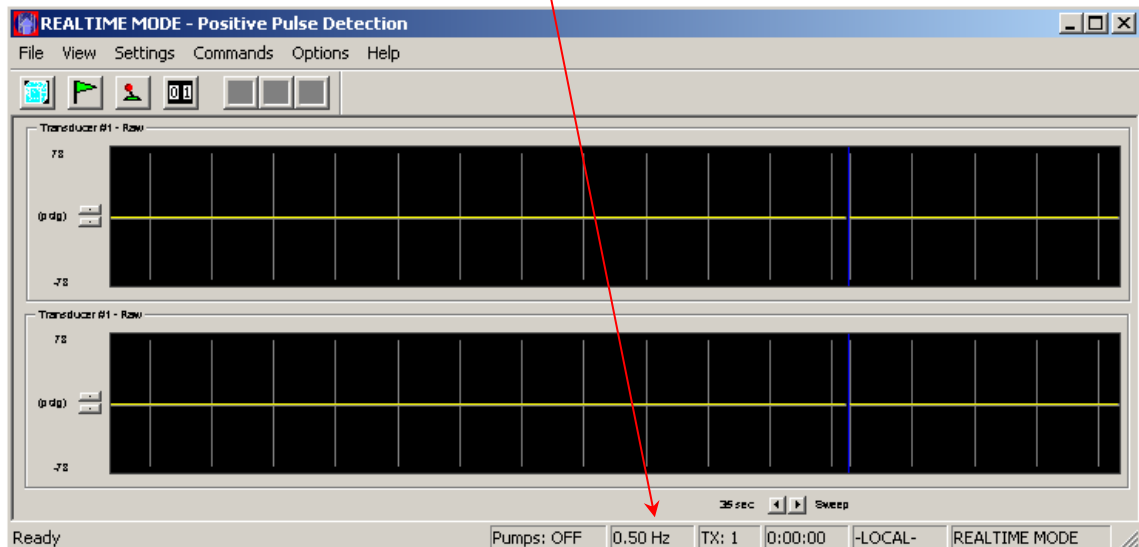 REALTIME MODE - Positive Pulse Detection
File View Settings Commands Options Help
0 1
Transducer #1 - Raw
78
(psig)
-78
Transducer #1 - Raw
78
(psig)
-78
35 sec Sweep
Ready Pumps: OFF 0.50 Hz TX: 1 0:00:00 -LOCAL- REALTIME MODE